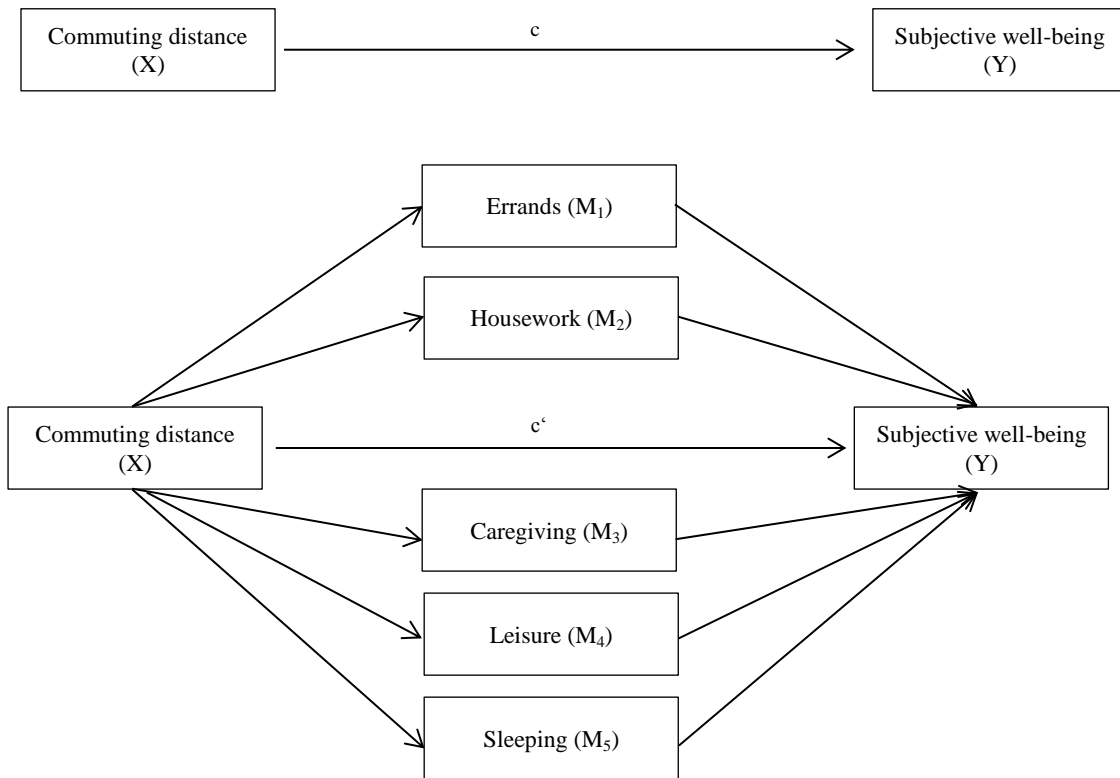 Commuting distance
(X)
c
Subjective well-being
(Y)
Errands (M₁)
Housework (M₂)
Commuting distance
(X)
c‘
Subjective well-being
(Y)
Caregiving (M₃)
Leisure (M₄)
Sleeping (M₅)